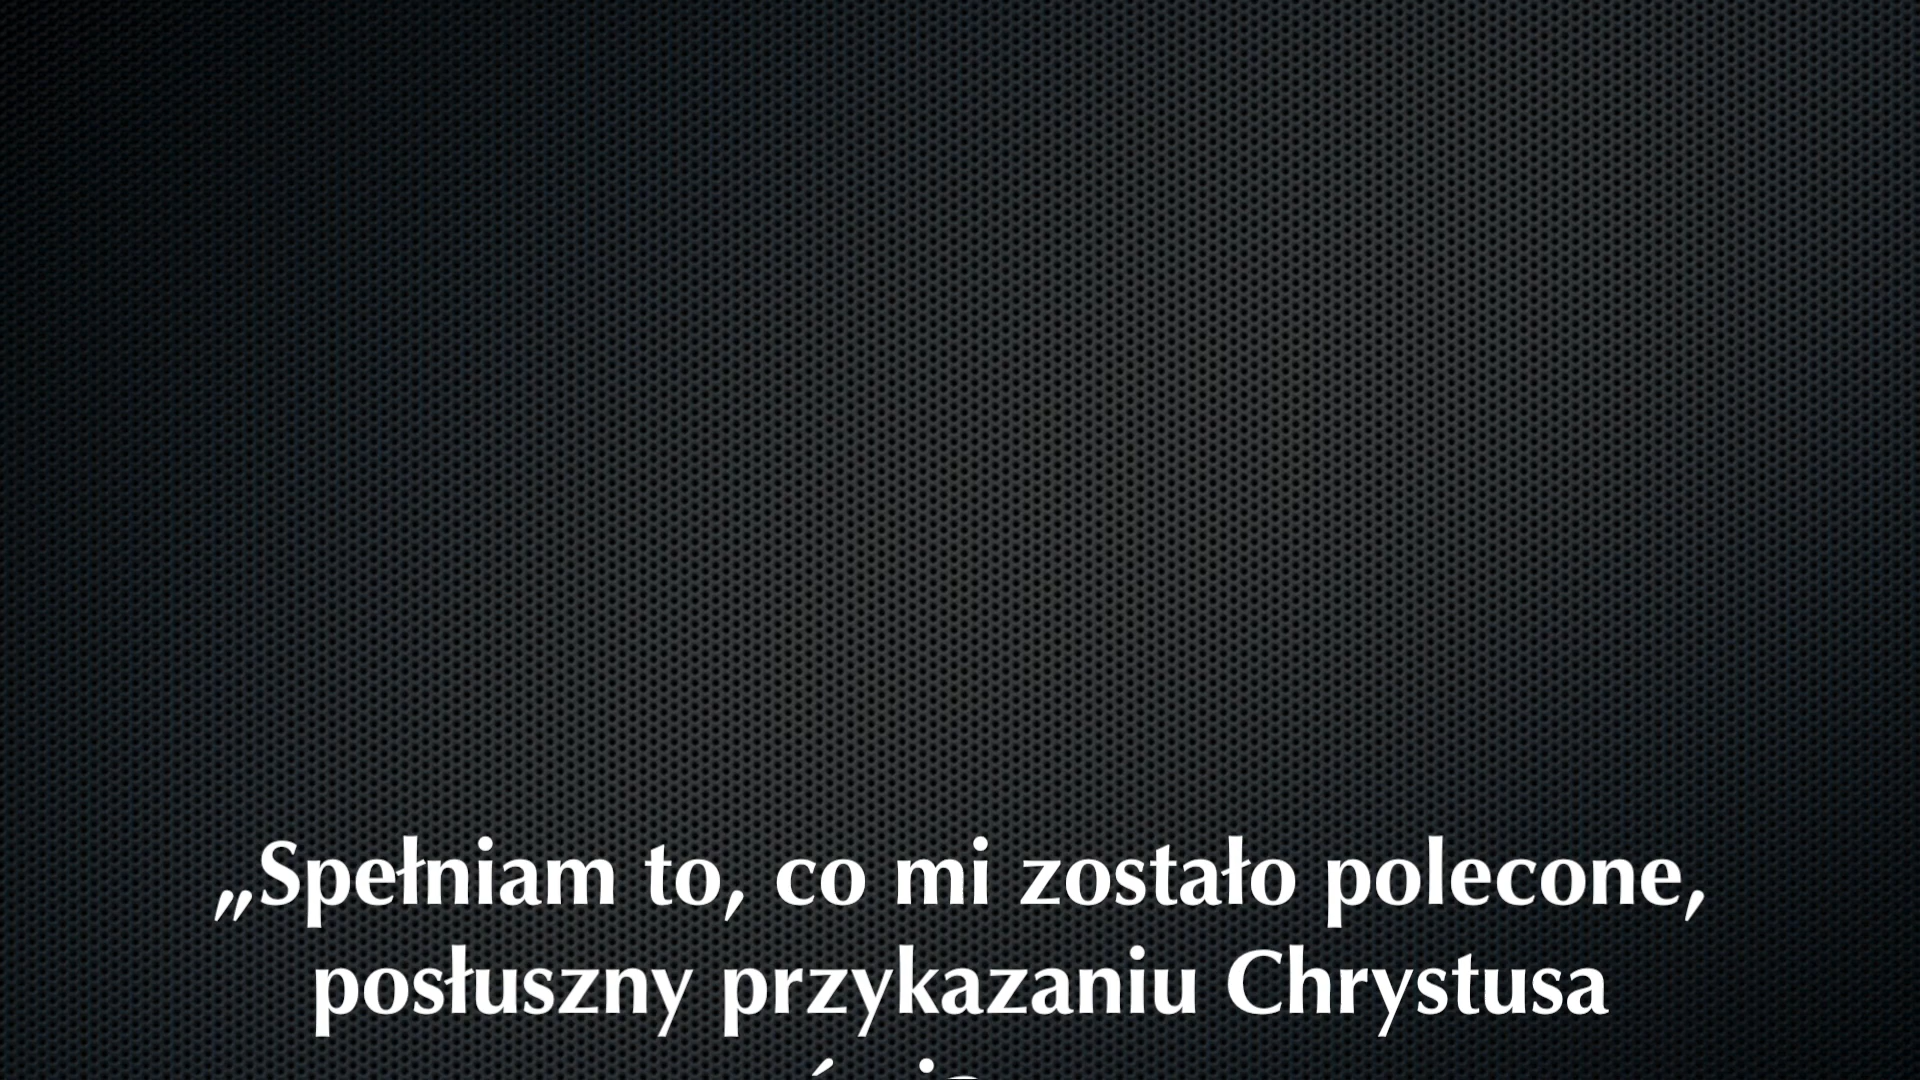 „Spełniam to, co mi zostało polecone,
posłuszny przykazaniu Chrystusa